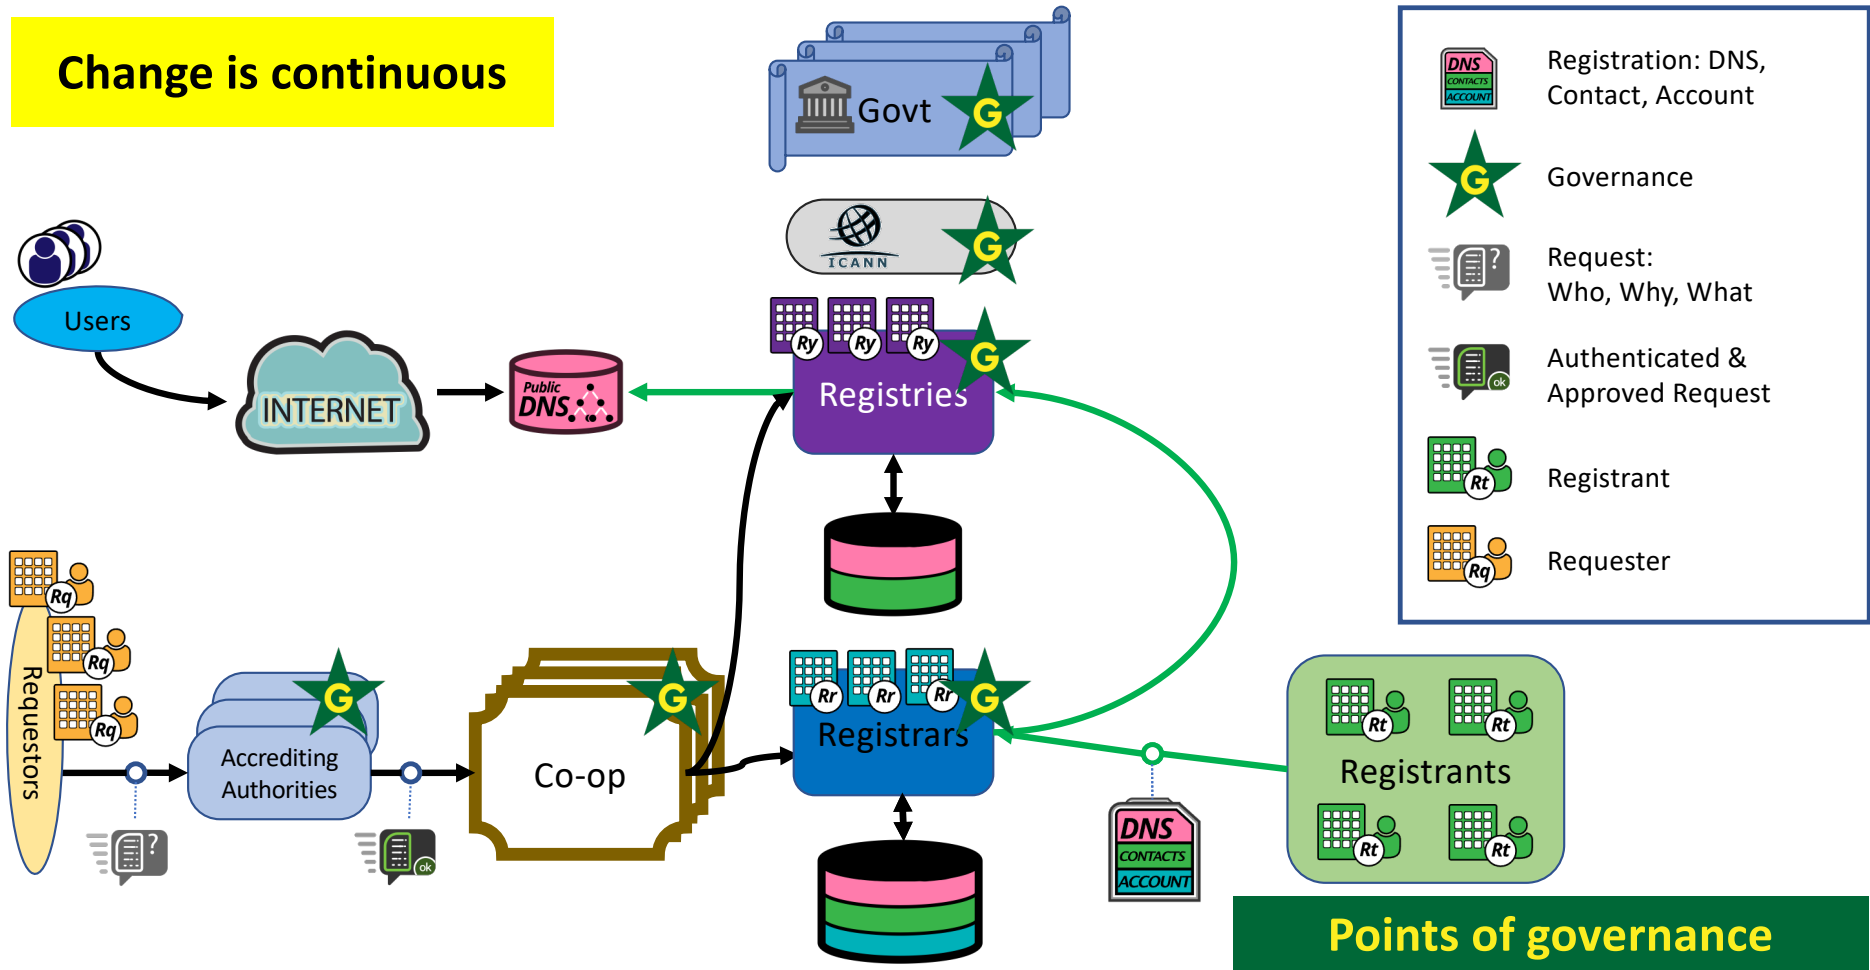 Change is continuous
Govt
G
ICANN
G
Users
INTERNET
Public
DNS
Ry
Ry
Ry
G
Registries
Rq
Rq
Rq
Requestors
G
Accrediting
Authorities
?
ok
G
Co-op
Rr
Rr
Rr
G
Registrars
DNS
CONTACTS
ACCOUNT
Rt
Rt
Registrants
Rt
Rt
DNS
CONTACTS
ACCOUNT
Registration: DNS,
Contact, Account
G
Governance
?
Request:
Who, Why, What
ok
Authenticated &
Approved Request
Rt
Registrant
Rq
Requester
Points of governance